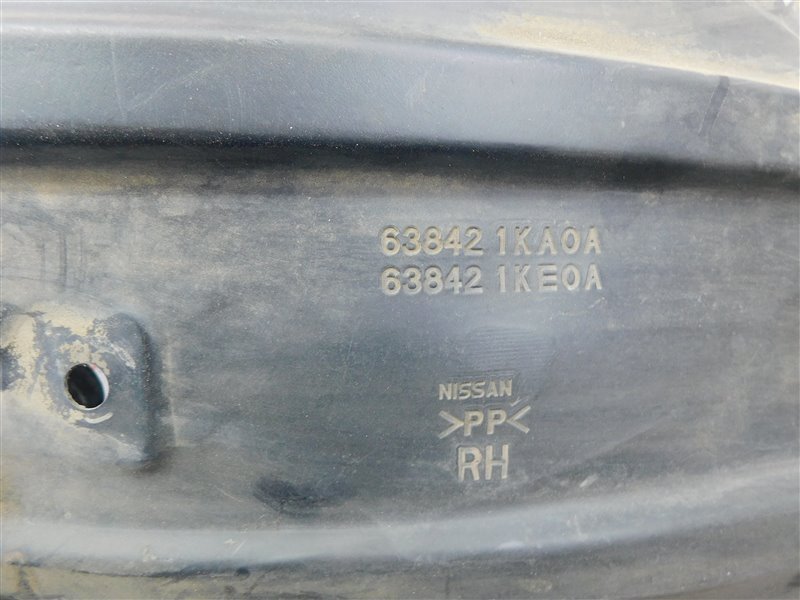 63842 1KA0A
63842 1KE0A
NISSAN
>PP<
RH